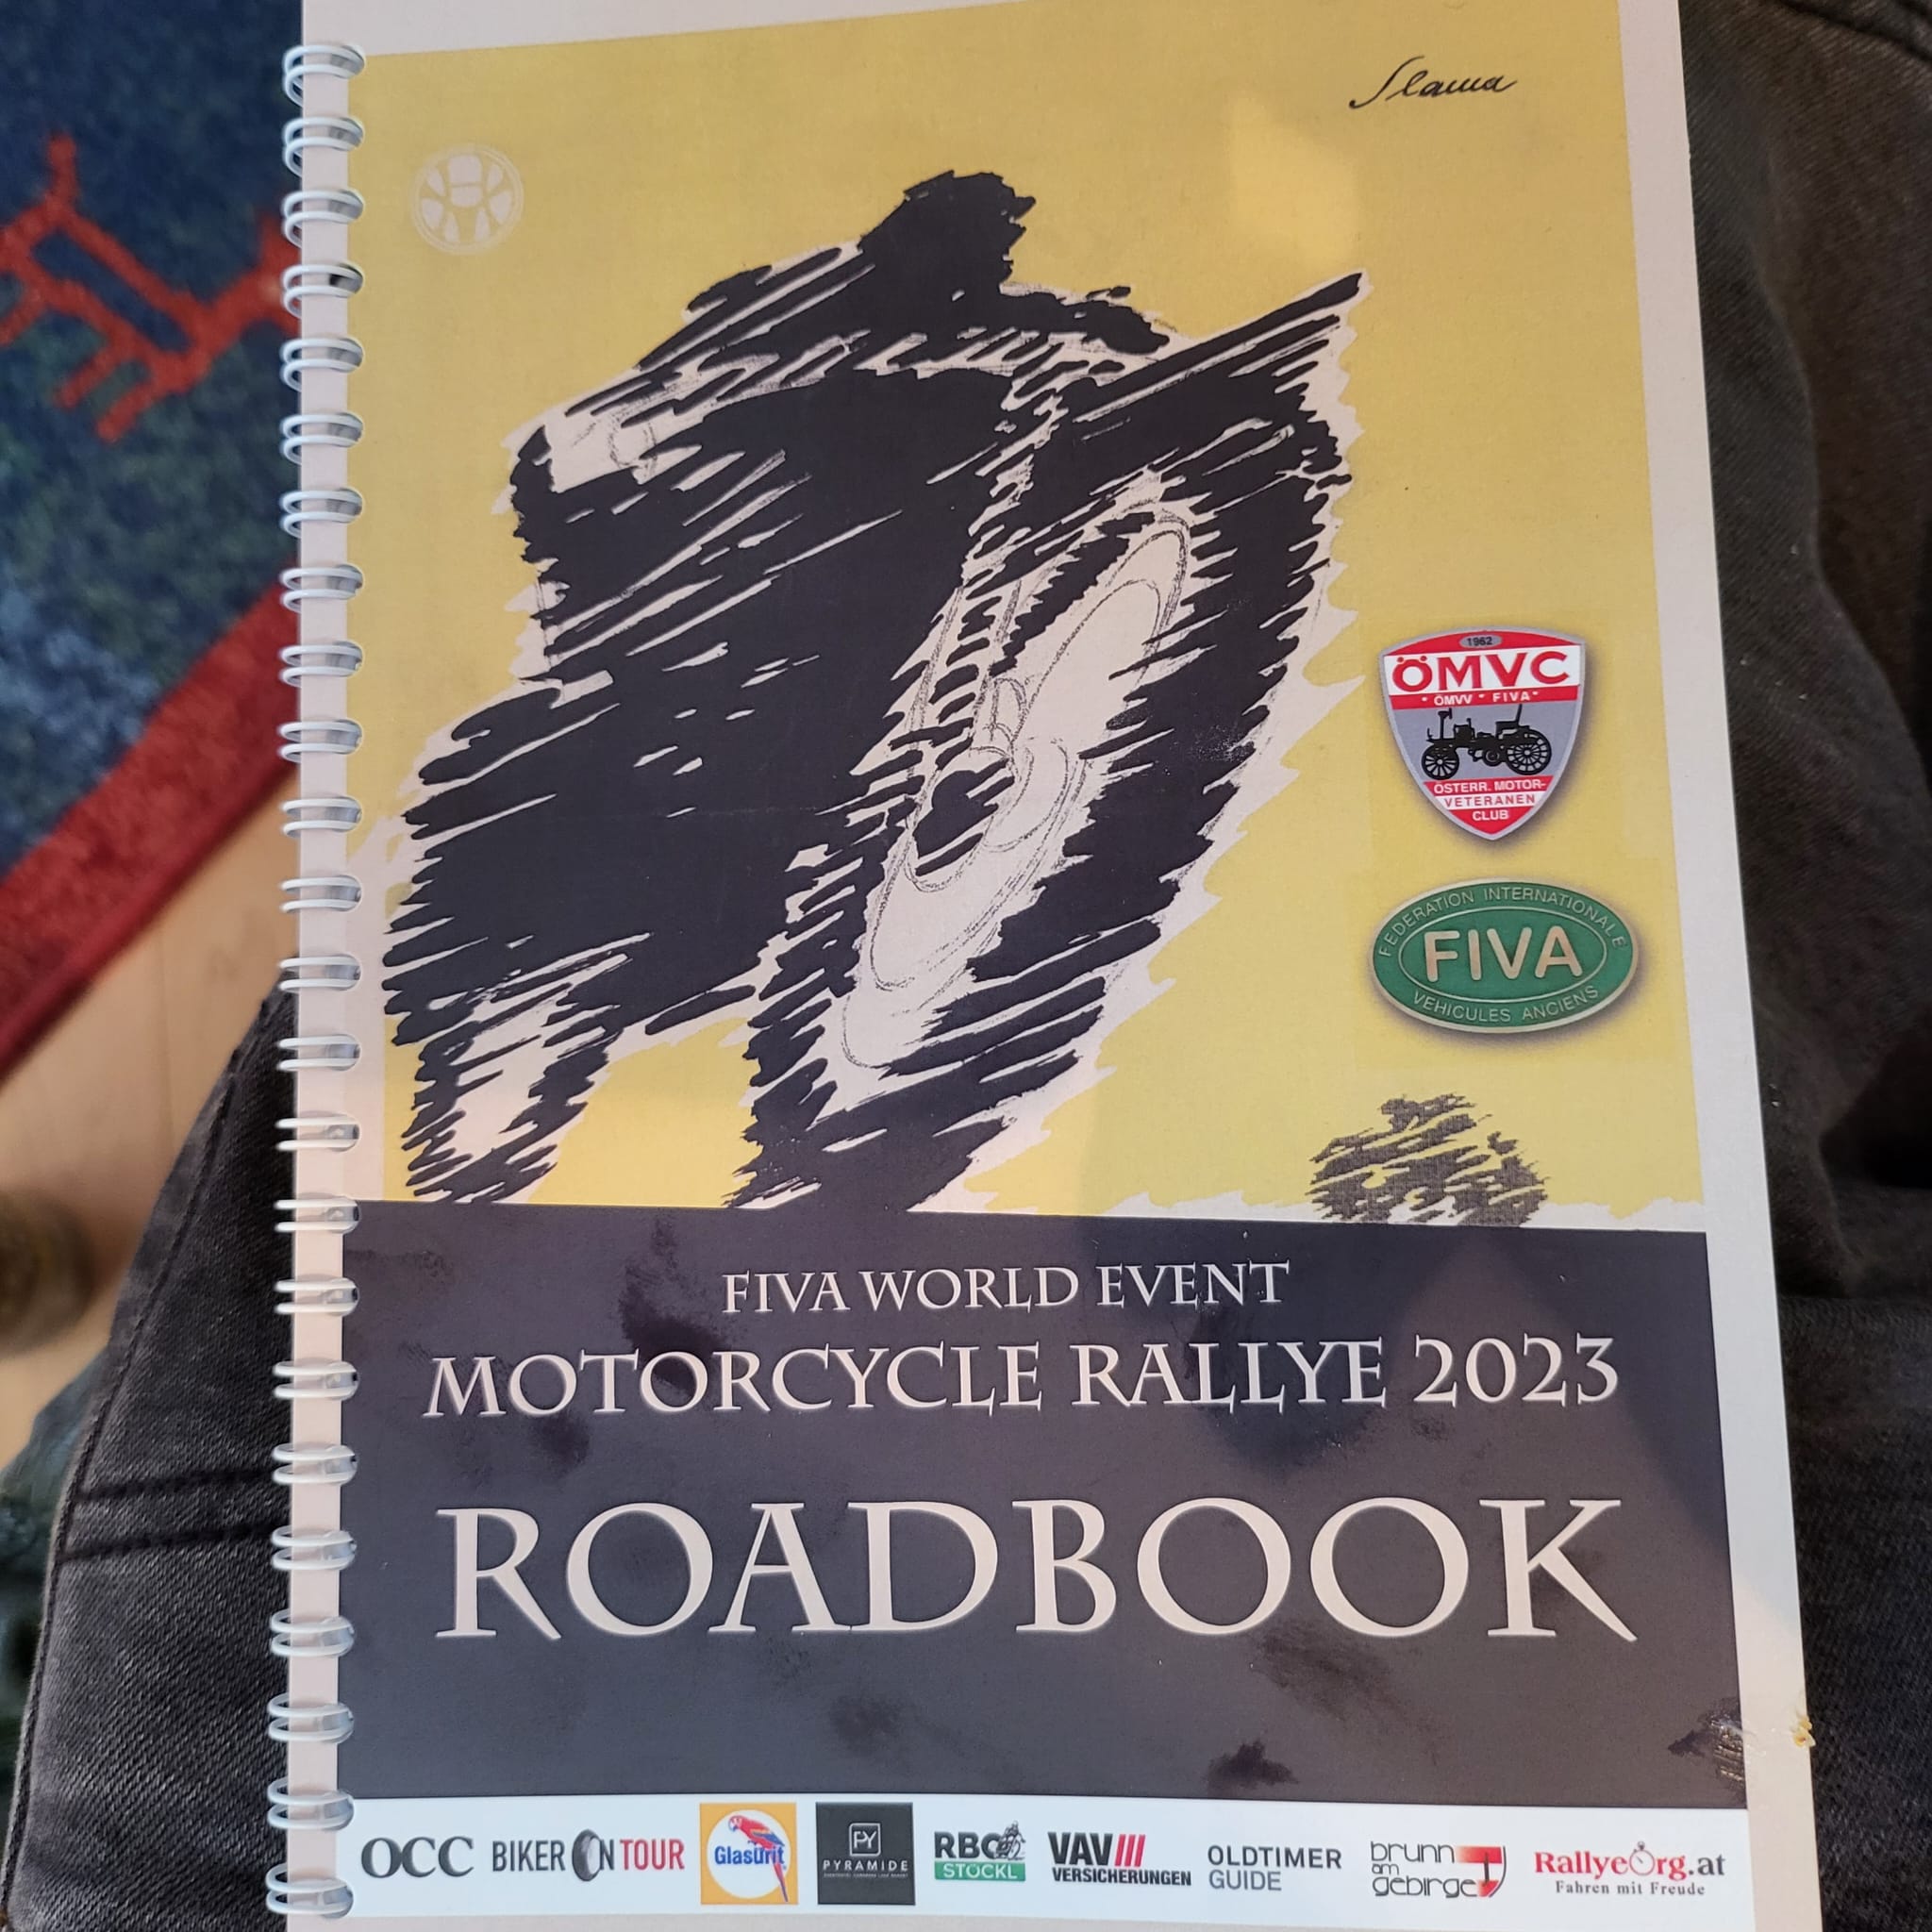 Slama
1962
ÖMVC
* ÖMVV * FIVA *
ÖSTERR. MOTOR-
VETERANEN
CLUB
FEDERATION INTERNATIONALE
FIVA
VEHICULES ANCIENS
FIVA WORLD EVENT
MOTORCYCLE RALLYE 2023
ROADBOOK
OCC
BIKER ON TOUR
Glasurit
PY
PYRAMIDE
RBO
STÖCKL
VAV
VERSICHERUNGEN
OLDTIMER
GUIDE
brunn
am
gebirge
RallyeOrg.at
Fahren mit Freude